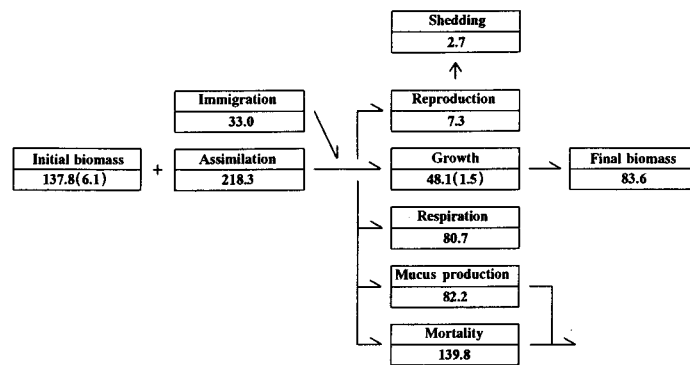 Shedding
2.7
Immigration
33.0
Reproduction
7.3
Initial biomass
137.8(6.1)
+
Assimilation
218.3
Growth
48.1(1.5)
Final biomass
83.6
Respiration
80.7
Mucus production
82.2
Mortality
139.8